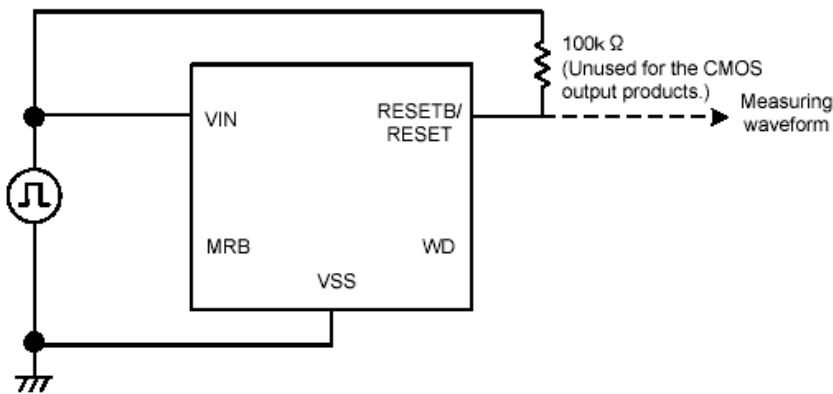 100k Ω
(Unused for the CMOS
output products.)
VIN
RESETB/
RESET
Measuring
waveform
MRB
WD
VSS